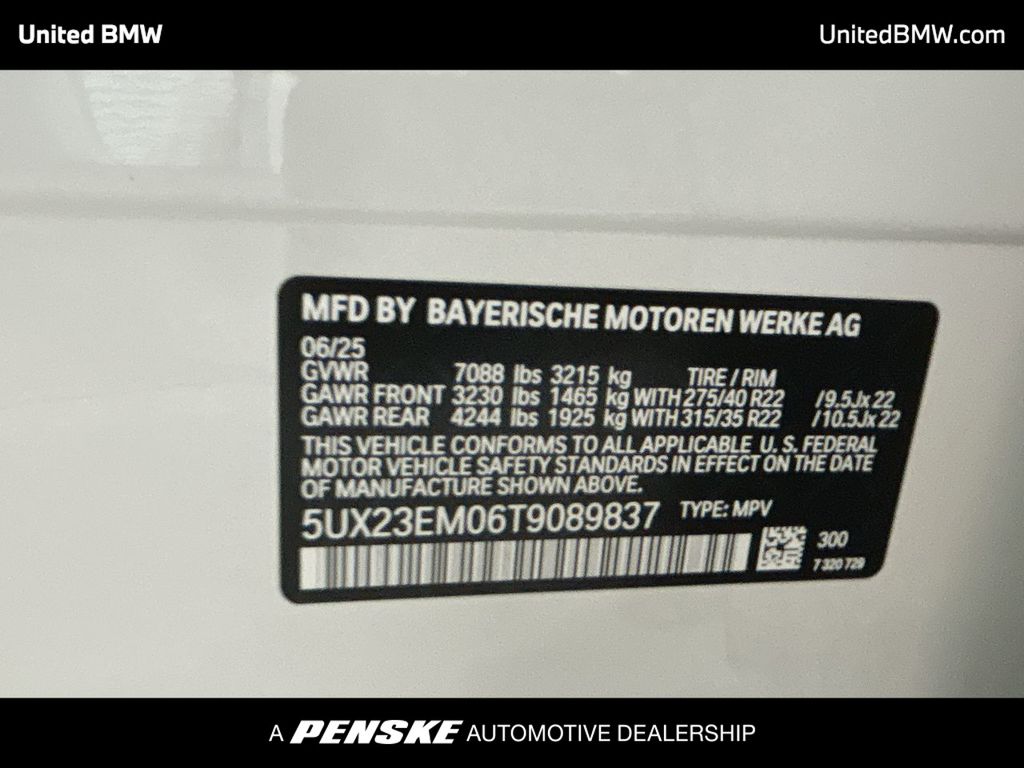 United BMW
UnitedBMW.com
MFD BY BAYERISCHE MOTOREN WERKE AG
06/25
GVWR 7088 lbs 3215 kg TIRE / RIM
GAWR FRONT 3230 lbs 1465 kg WITH 275/40 R22 /9.5Jx22
GAWR REAR 4244 lbs 1925 kg WITH 315/35 R22 /10.5Jx22
THIS VEHICLE CONFORMS TO ALL APPLICABLE U.S. FEDERAL
MOTOR VEHICLE SAFETY STANDARDS IN EFFECT ON THE DATE
OF MANUFACTURE SHOWN ABOVE.
5UX23EM06T9089837 TYPE: MPV
300
7 320 729
A PENSKE AUTOMOTIVE DEALERSHIP